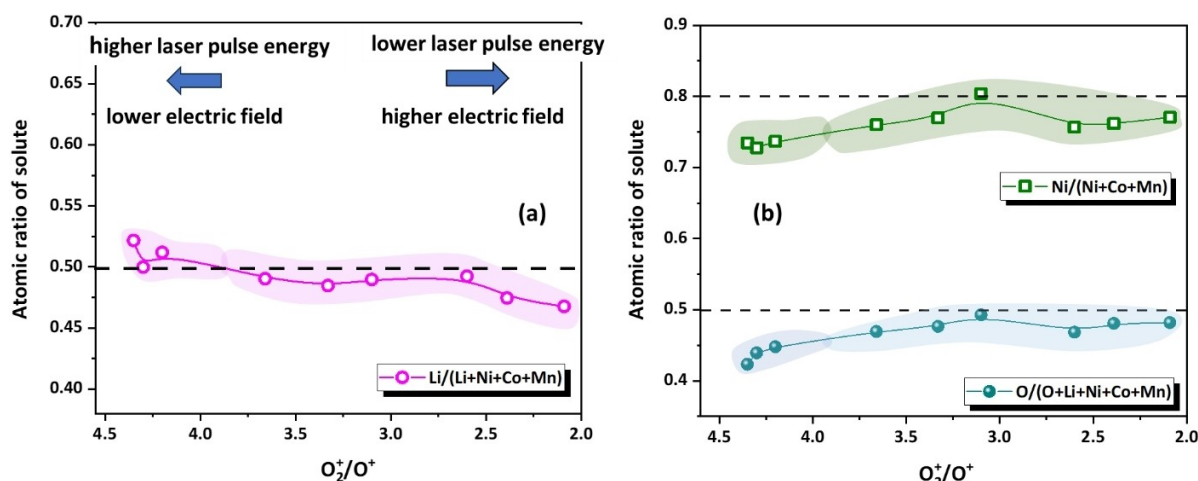 0.70
0.65
0.60
0.55
0.50
0.45
0.40
Atomic ratio of solute
higher laser pulse energy
lower electric field
lower laser pulse energy
higher electric field
(a)
Li/(Li+Ni+Co+Mn)
4.5 4.0 3.5 3.0 2.5 2.0
O₂⁺/O⁺
0.9
0.8
0.7
0.6
0.5
0.4
Atomic ratio of solute
Ni/(Ni+Co+Mn)
(b)
O/(O+Li+Ni+Co+Mn)
4.5 4.0 3.5 3.0 2.5 2.0
O₂⁺/O⁺